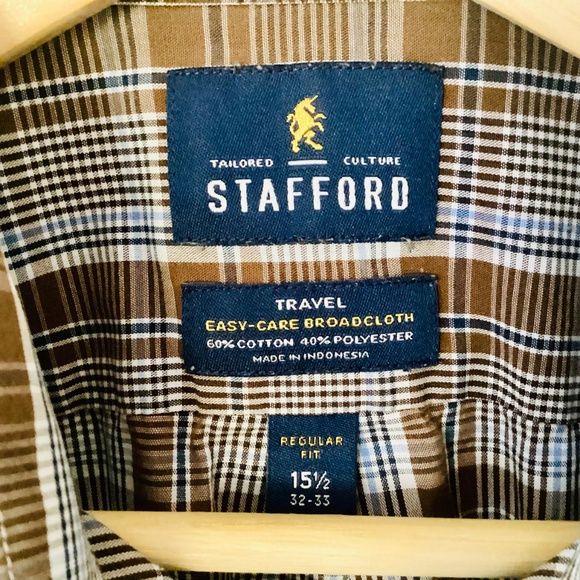 TAILORED CULTURE
STAFFORD
TRAVEL
EASY-CARE BROADCLOTH
60% COTTON 40% POLYESTER
MADE IN INDONESIA
REGULAR
FIT
15½
32-33